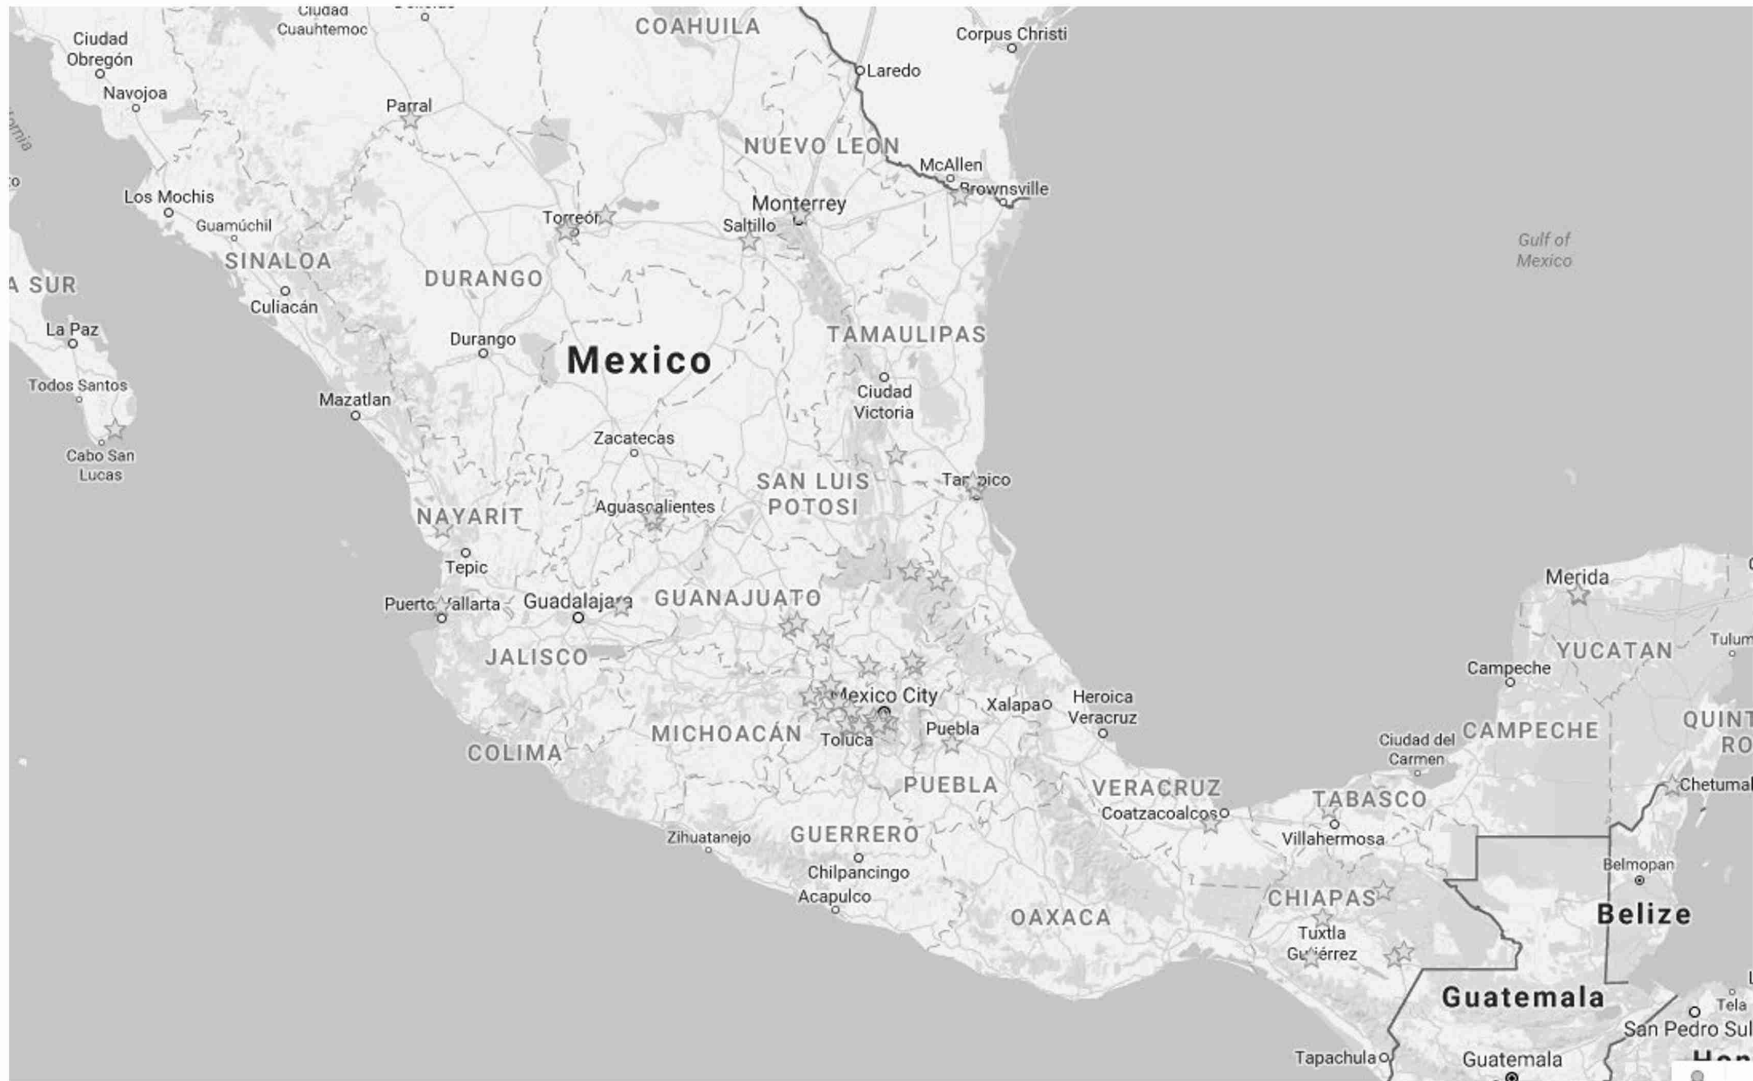 Ciudad
Cuauhtemoc
COAHUILA
Corpus Christi
Ciudad
Obregón
Laredo
Navojoa
Parral
NUEVO LEON
McAllen
Brownsville
Los Mochis
Guamúchil
Torreón
Saltillo
Monterrey
SINALOA
DURANGO
Gulf of
Mexico
A SUR
Culiacán
La Paz
Durango
Mexico
TAMAULIPAS
Todos Santos
Mazatlan
Ciudad
Victoria
Cabo San
Lucas
Zacatecas
SAN LUIS
POTOSI
Tampico
Aguascalientes
NAYARIT
Tepic
Merida
Puerto Vallarta
Guadalajara
GUANAJUATO
JALISCO
YUCATAN
Tulum
Campeche
Mexico City
Xalapa
Heroica
Veracruz
MICHOACÁN
Toluca
Puebla
COLIMA
CAMPECHE
QUINT
RO
Ciudad del
Carmen
PUEBLA
VERACRUZ
TABASCO
Chetumal
Coatzacoalcos
Zihuatanejo
GUERRERO
Villahermosa
Chilpancingo
Belmopan
Acapulco
OAXACA
CHIAPAS
Belize
Tuxtla
Gutiérrez
Guatemala
Tela
San Pedro Sul
Tapachula
Guatemala
Hon